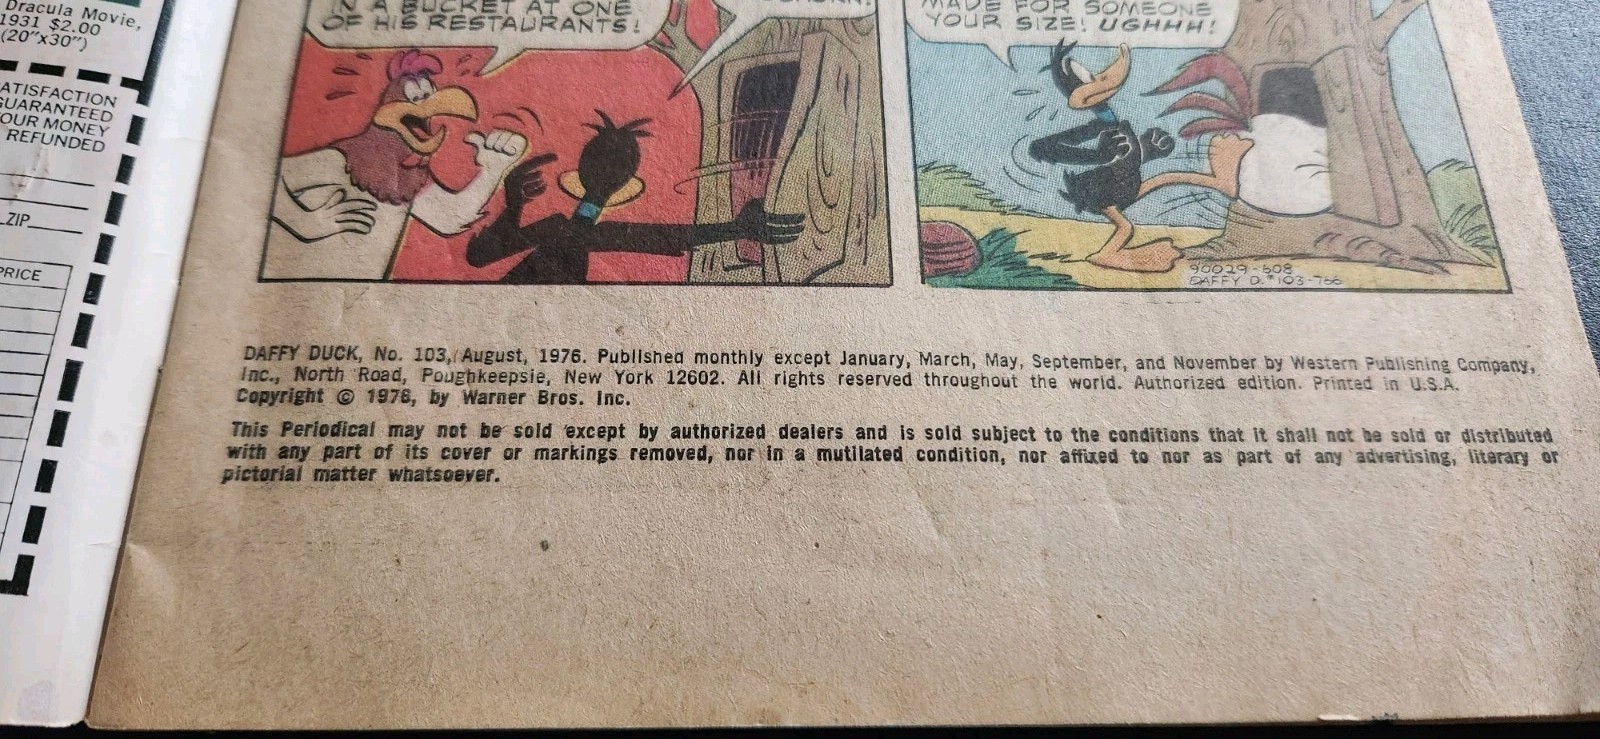 Dracula Movie,
1931 $2.00
(20"x30")
ATISFACTION
GUARANTEED
OUR MONEY
REFUNDED
ZIP
PRICE
IN A BUCKET AT ONE
OF HIS RESTAURANTS!
MADE FOR SOMEONE
YOUR SIZE! UGHHH!
90029-608
DAFFY D. #103-766
DAFFY DUCK, No. 103, August, 1976. Published monthly except January, March, May, September, and November by Western Publishing Company,
Inc., North Road, Poughkeepsie, New York 12602. All rights reserved throughout the world. Authorized edition. Printed in U.S.A.
Copyright © 1976, by Warner Bros. Inc.
This Periodical may not be sold except by authorized dealers and is sold subject to the conditions that it shall not be sold or distributed
with any part of its cover or markings removed, nor in a mutilated condition, nor affixed to nor as part of any advertising, literary or
pictorial matter whatsoever.